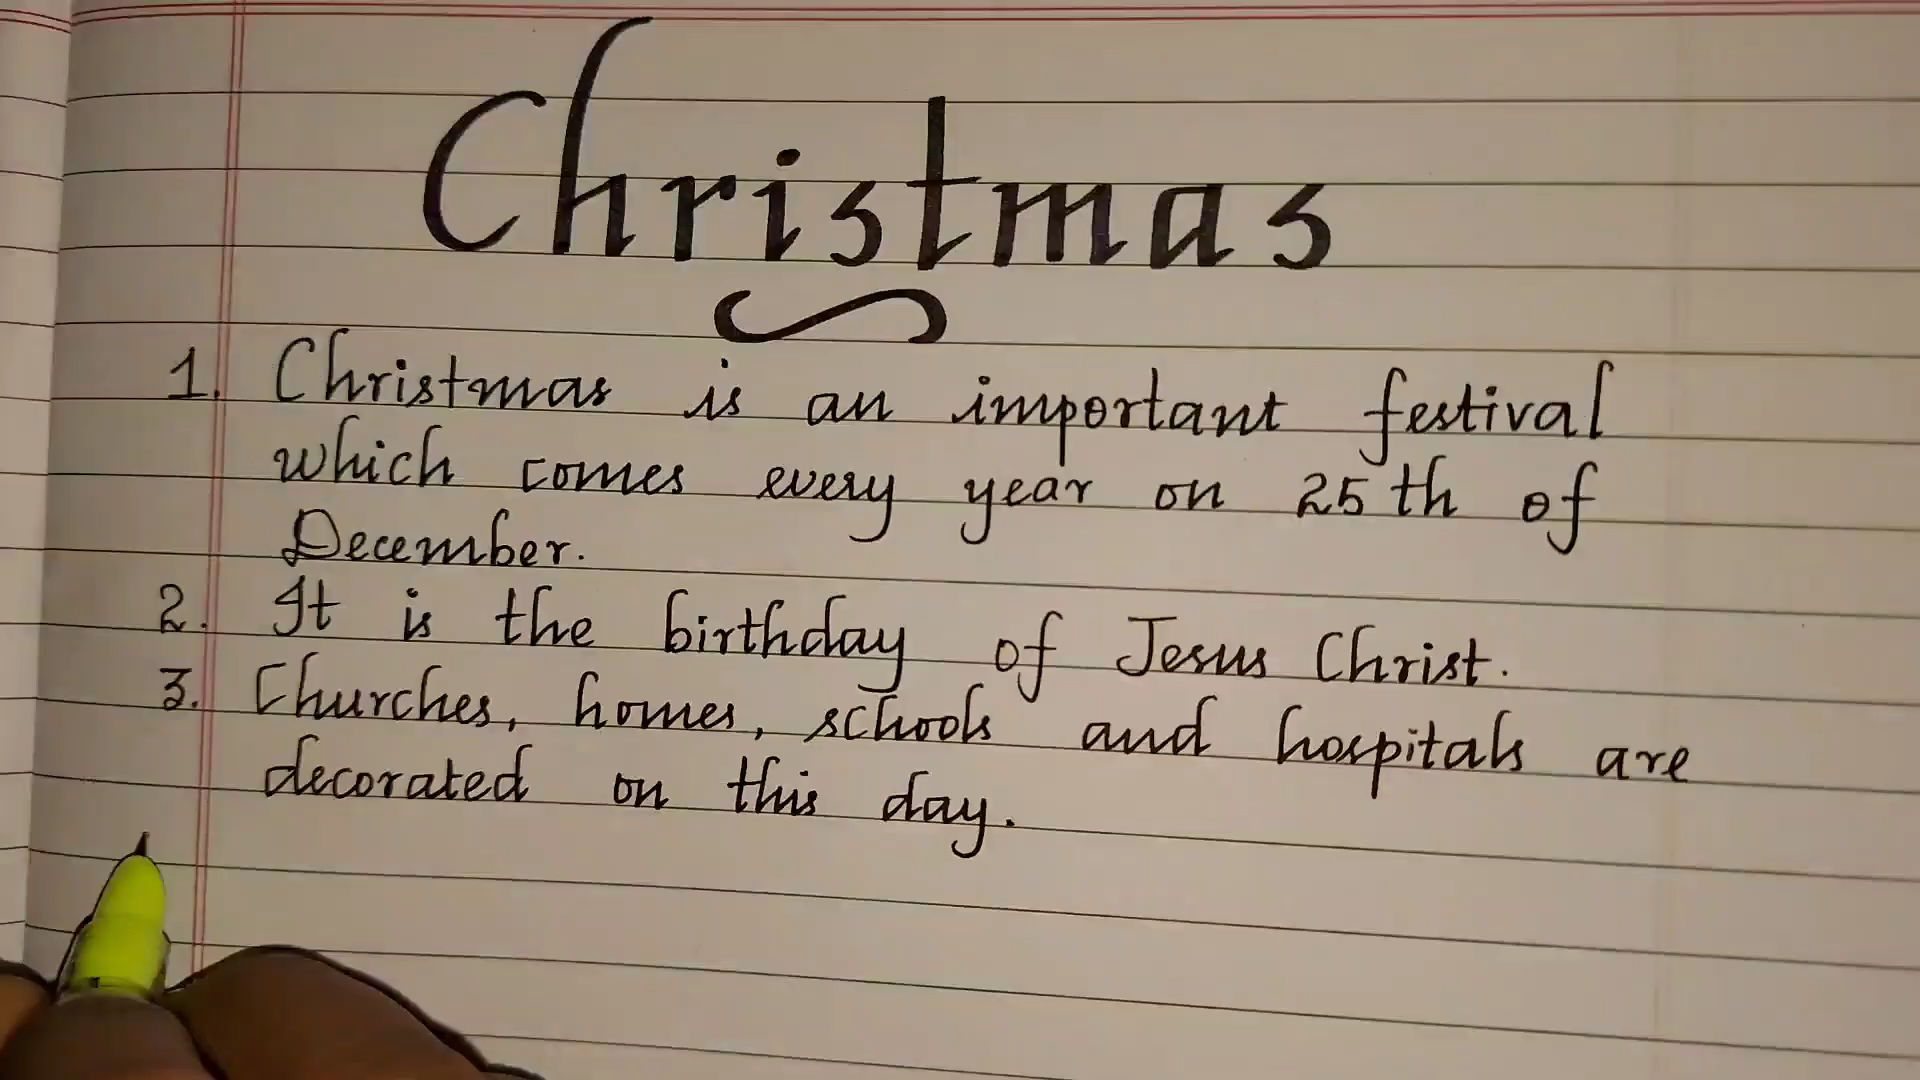 Christmas
1. Christmas is an important festival
which comes every year on 25th of
December.
2. It is the birthday of Jesus Christ.
3. Churches, homes, schools and hospitals are
decorated on this day.